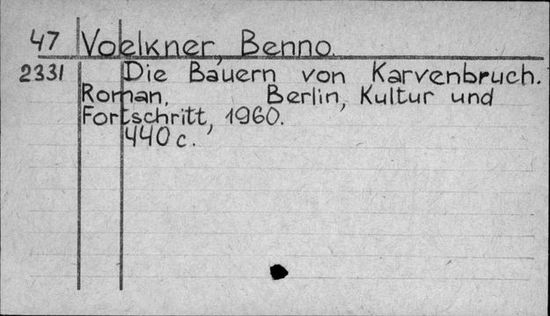 47 Voelkner, Benno.
2331 Die Bauern von Karvenbruch.
Roman, Berlin, Kultur und
Fortschritt, 1960.
440 c.